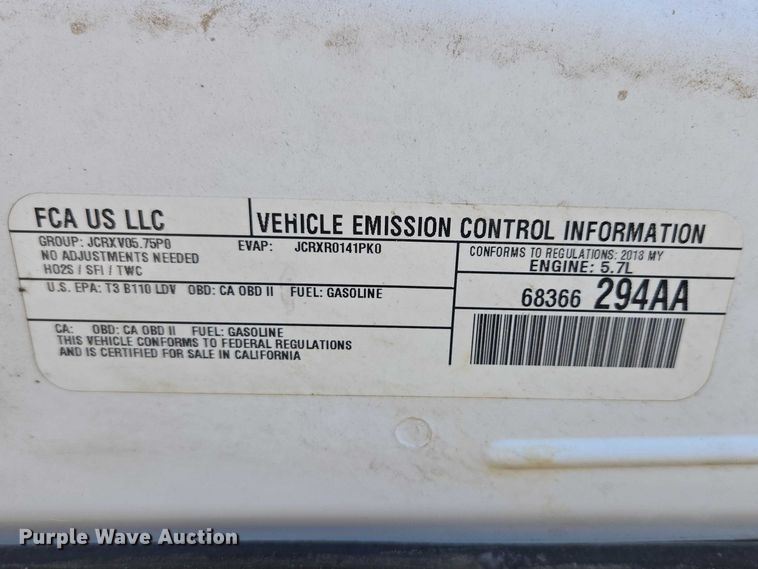 FCA US LLC
VEHICLE EMISSION CONTROL INFORMATION
GROUP: JCRXV05.75P0 EVAP: JCRXR0141PK0
NO ADJUSTMENTS NEEDED
HO2S / SFI / TWC
CONFORMS TO REGULATIONS: 2018 MY
ENGINE: 5.7L
U.S. EPA: T3 B110 LDV OBD: CA OBD II FUEL: GASOLINE
68366 294AA
CA: OBD: CA OBD II FUEL: GASOLINE
THIS VEHICLE CONFORMS TO FEDERAL REGULATIONS
AND IS CERTIFIED FOR SALE IN CALIFORNIA
Purple Wave Auction